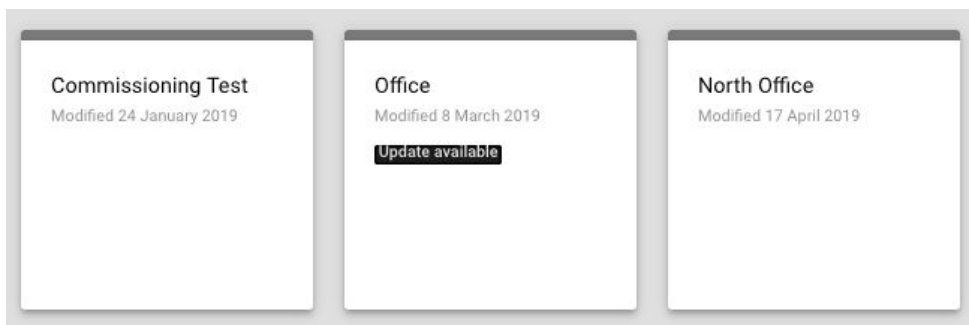 Commissioning Test
Modified 24 January 2019
Office
Modified 8 March 2019
Update available
North Office
Modified 17 April 2019